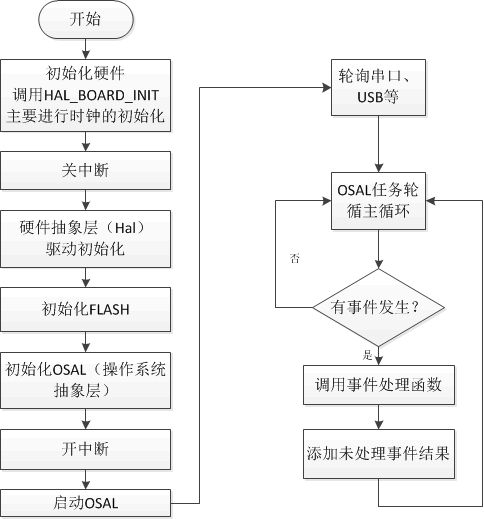 开始
初始化硬件
调用HAL_BOARD_INIT
主要进行时钟的初始化
关中断
硬件抽象层（Hal）
驱动初始化
初始化FLASH
初始化OSAL（操作系统
抽象层）
开中断
启动OSAL
轮询串口、
USB等
OSAL任务轮
循主循环
否
有事件发生？
是
调用事件处理函数
添加未处理事件结果